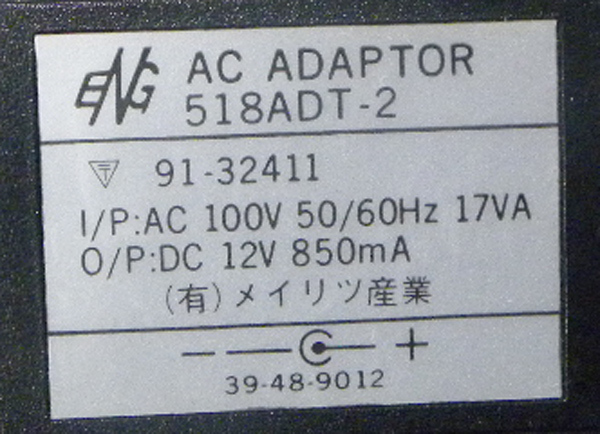 ENG AC ADAPTOR
518ADT-2
〒 91-32411
I/P:AC 100V 50/60Hz 17VA
O/P:DC 12V 850mA
(有)メイリツ産業
− +
39-48-9012